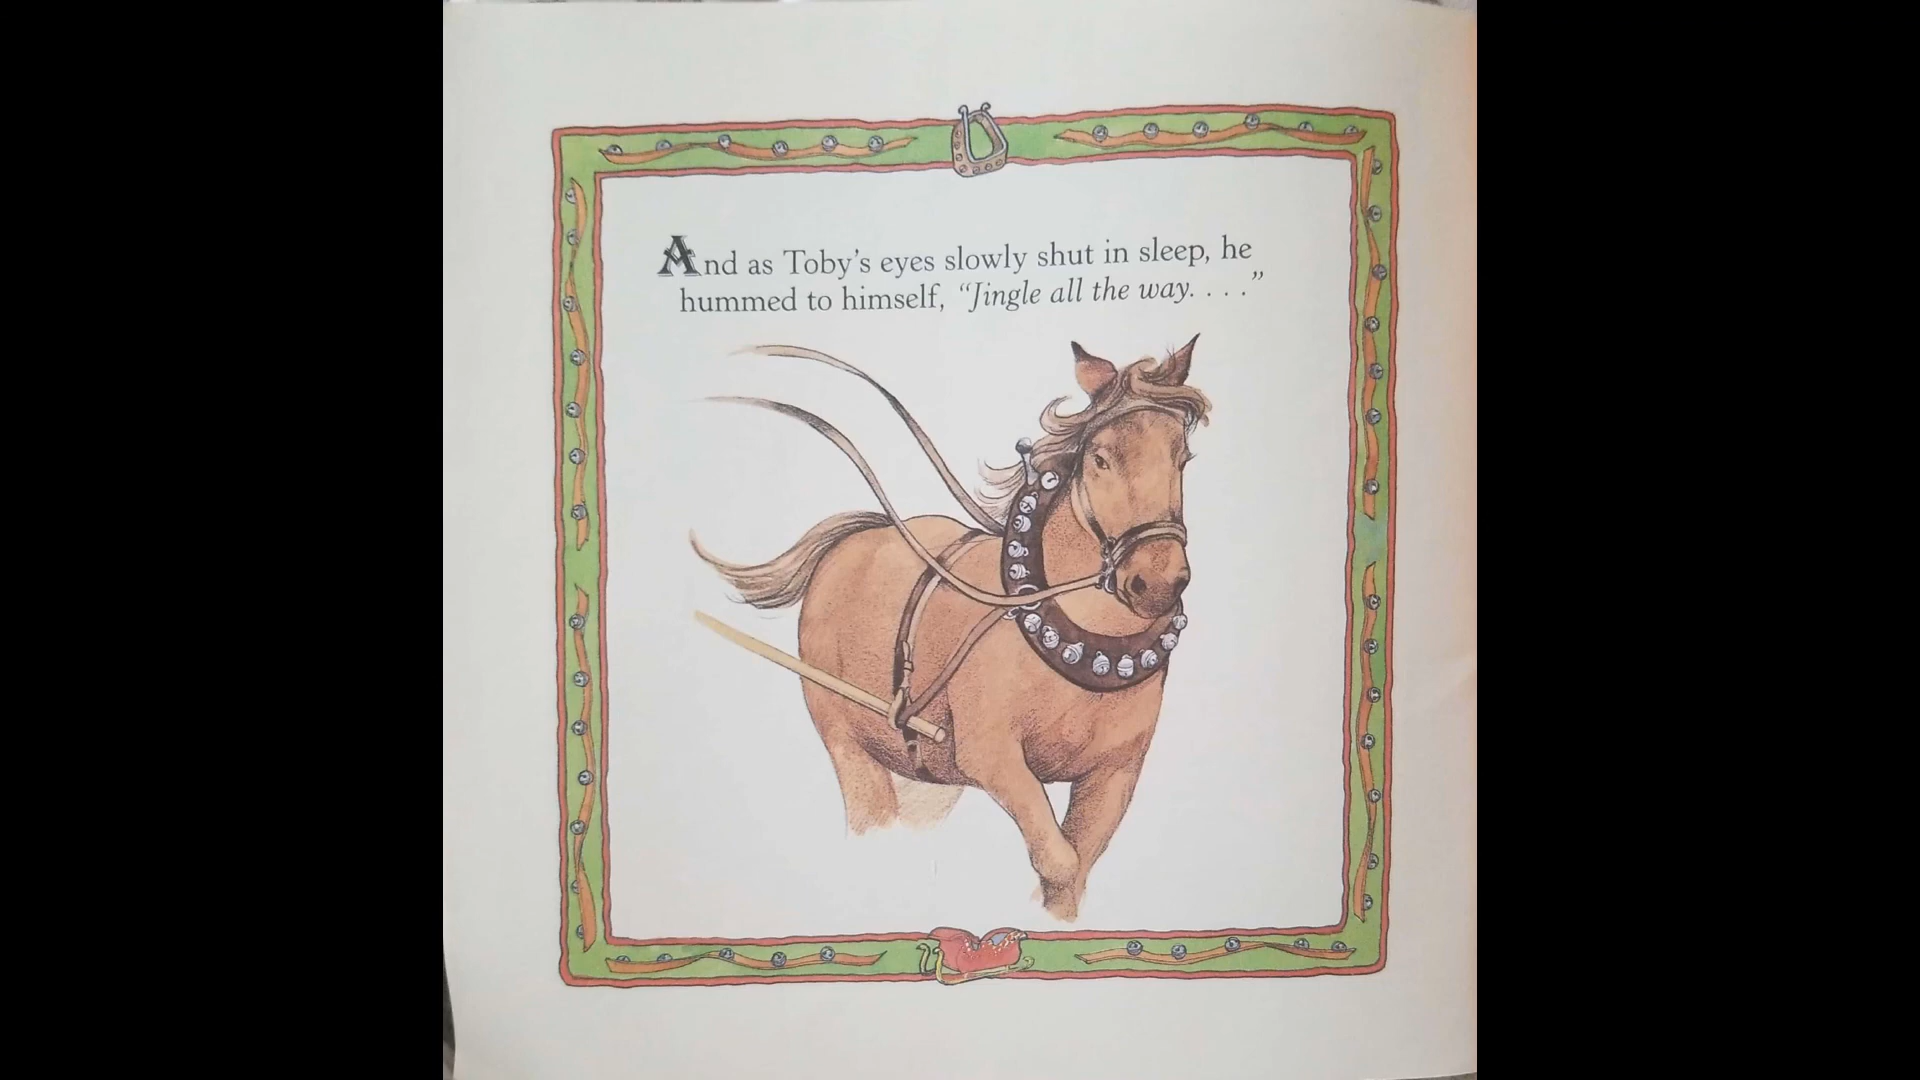 And as Toby's eyes slowly shut in sleep, he
hummed to himself, “Jingle all the way. . . .”